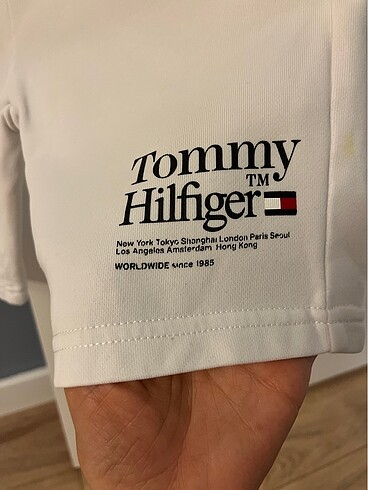 Tommy
Hilfiger™
New York Tokyo Shanghai London Paris Seoul
Los Angeles Amsterdam Hong Kong
WORLDWIDE since 1985